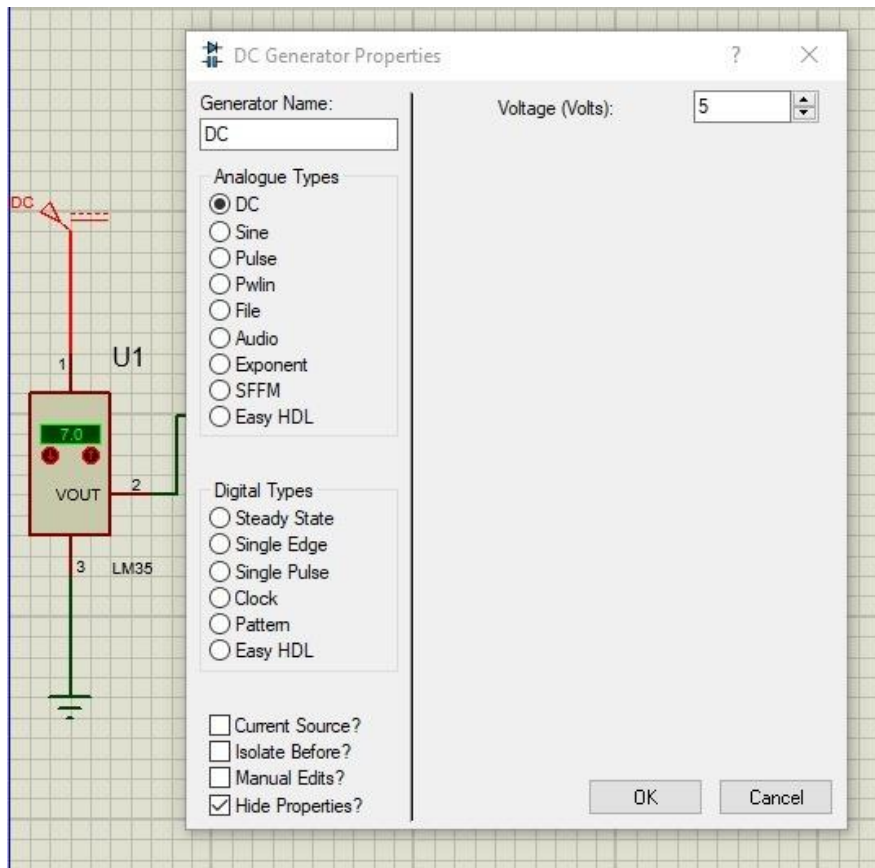 DC Generator Properties
?
Generator Name:
DC
Analogue Types
DC
Sine
Pulse
Pwlin
File
Audio
Exponent
SFFM
Easy HDL
Digital Types
Steady State
Single Edge
Single Pulse
Clock
Pattern
Easy HDL
Current Source?
Isolate Before?
Manual Edits?
Hide Properties?
Voltage (Volts):
5
OK
Cancel
DC
1
U1
7.0
VOUT
2
3
LM35